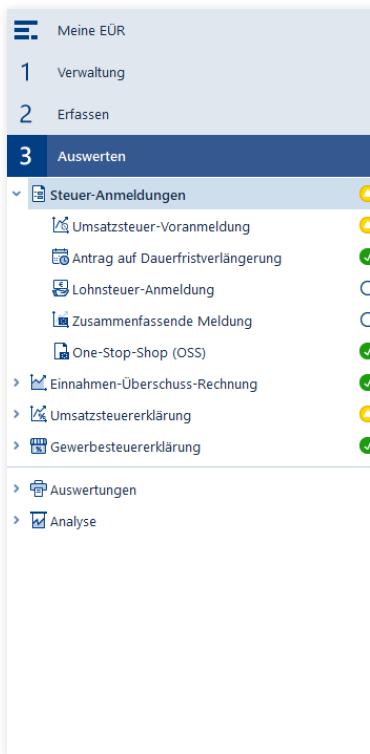 Meine EÜR
1 Verwaltung
2 Erfassen
3 Auswerten
Steuer-Anmeldungen
Umsatzsteuer-Voranmeldung
Antrag auf Dauerfristverlängerung
Lohnsteuer-Anmeldung
Zusammenfassende Meldung
One-Stop-Shop (OSS)
Einnahmen-Überschuss-Rechnung
Umsatzsteuererklärung
Gewerbesteuererklärung
Auswertungen
Analyse